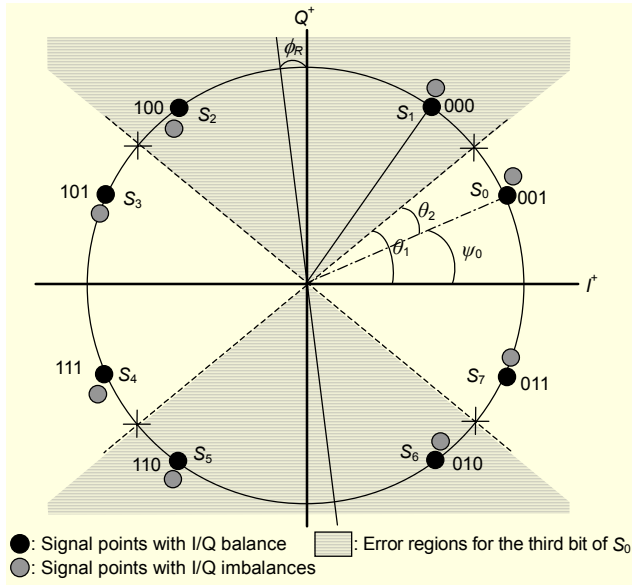 Q⁺
ϕR
100
S2
S1
000
101
S3
S0
001
θ2
θ1
ψ0
I⁺
111
S4
S7
011
S5
110
S6
010
: Signal points with I/Q balance
: Error regions for the third bit of S0
: Signal points with I/Q imbalances